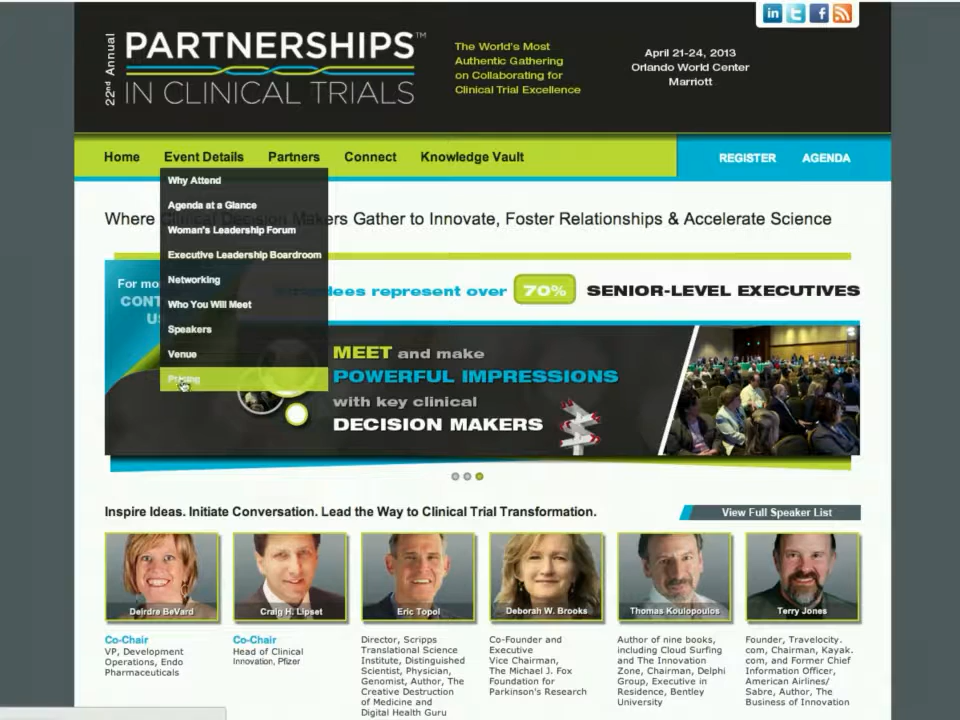 22nd Annual
PARTNERSHIPS™
IN CLINICAL TRIALS
The World's Most
Authentic Gathering
on Collaborating for
Clinical Trial Excellence
April 21-24, 2013
Orlando World Center
Marriott
Home Event Details Partners Connect Knowledge Vault
REGISTER AGENDA
Why Attend
Agenda at a Glance
Woman's Leadership Forum
Executive Leadership Boardroom
Networking
Who You Will Meet
Speakers
Venue
Pricing
Where Clinical Decision Makers Gather to Innovate, Foster Relationships & Accelerate Science
For mo
CONT
US
represent over 70% SENIOR-LEVEL EXECUTIVES
MEET and make
POWERFUL IMPRESSIONS
with key clinical
DECISION MAKERS
Inspire Ideas. Initiate Conversation. Lead the Way to Clinical Trial Transformation.
View Full Speaker List
Deirdre BeVard
Co-Chair
VP, Development
Operations, Endo
Pharmaceuticals
Craig H. Lipset
Co-Chair
Head of Clinical
Innovation, Pfizer
Eric Topol
Director, Scripps
Translational Science
Institute, Distinguished
Scientist, Physician,
Genomist, Author, The
Creative Destruction
of Medicine and
Digital Health Guru
Deborah W. Brooks
Co-Founder and
Executive
Vice Chairman,
The Michael J. Fox
Foundation for
Parkinson's Research
Thomas Koulopoulos
Author of nine books,
including Cloud Surfing
and The Innovation
Zone, Chairman, Delphi
Group, Executive in
Residence, Bentley
University
Terry Jones
Founder, Travelocity.
com, Chairman, Kayak.
com, and Former Chief
Information Officer,
American Airlines/
Sabre, Author, The
Business of Innovation